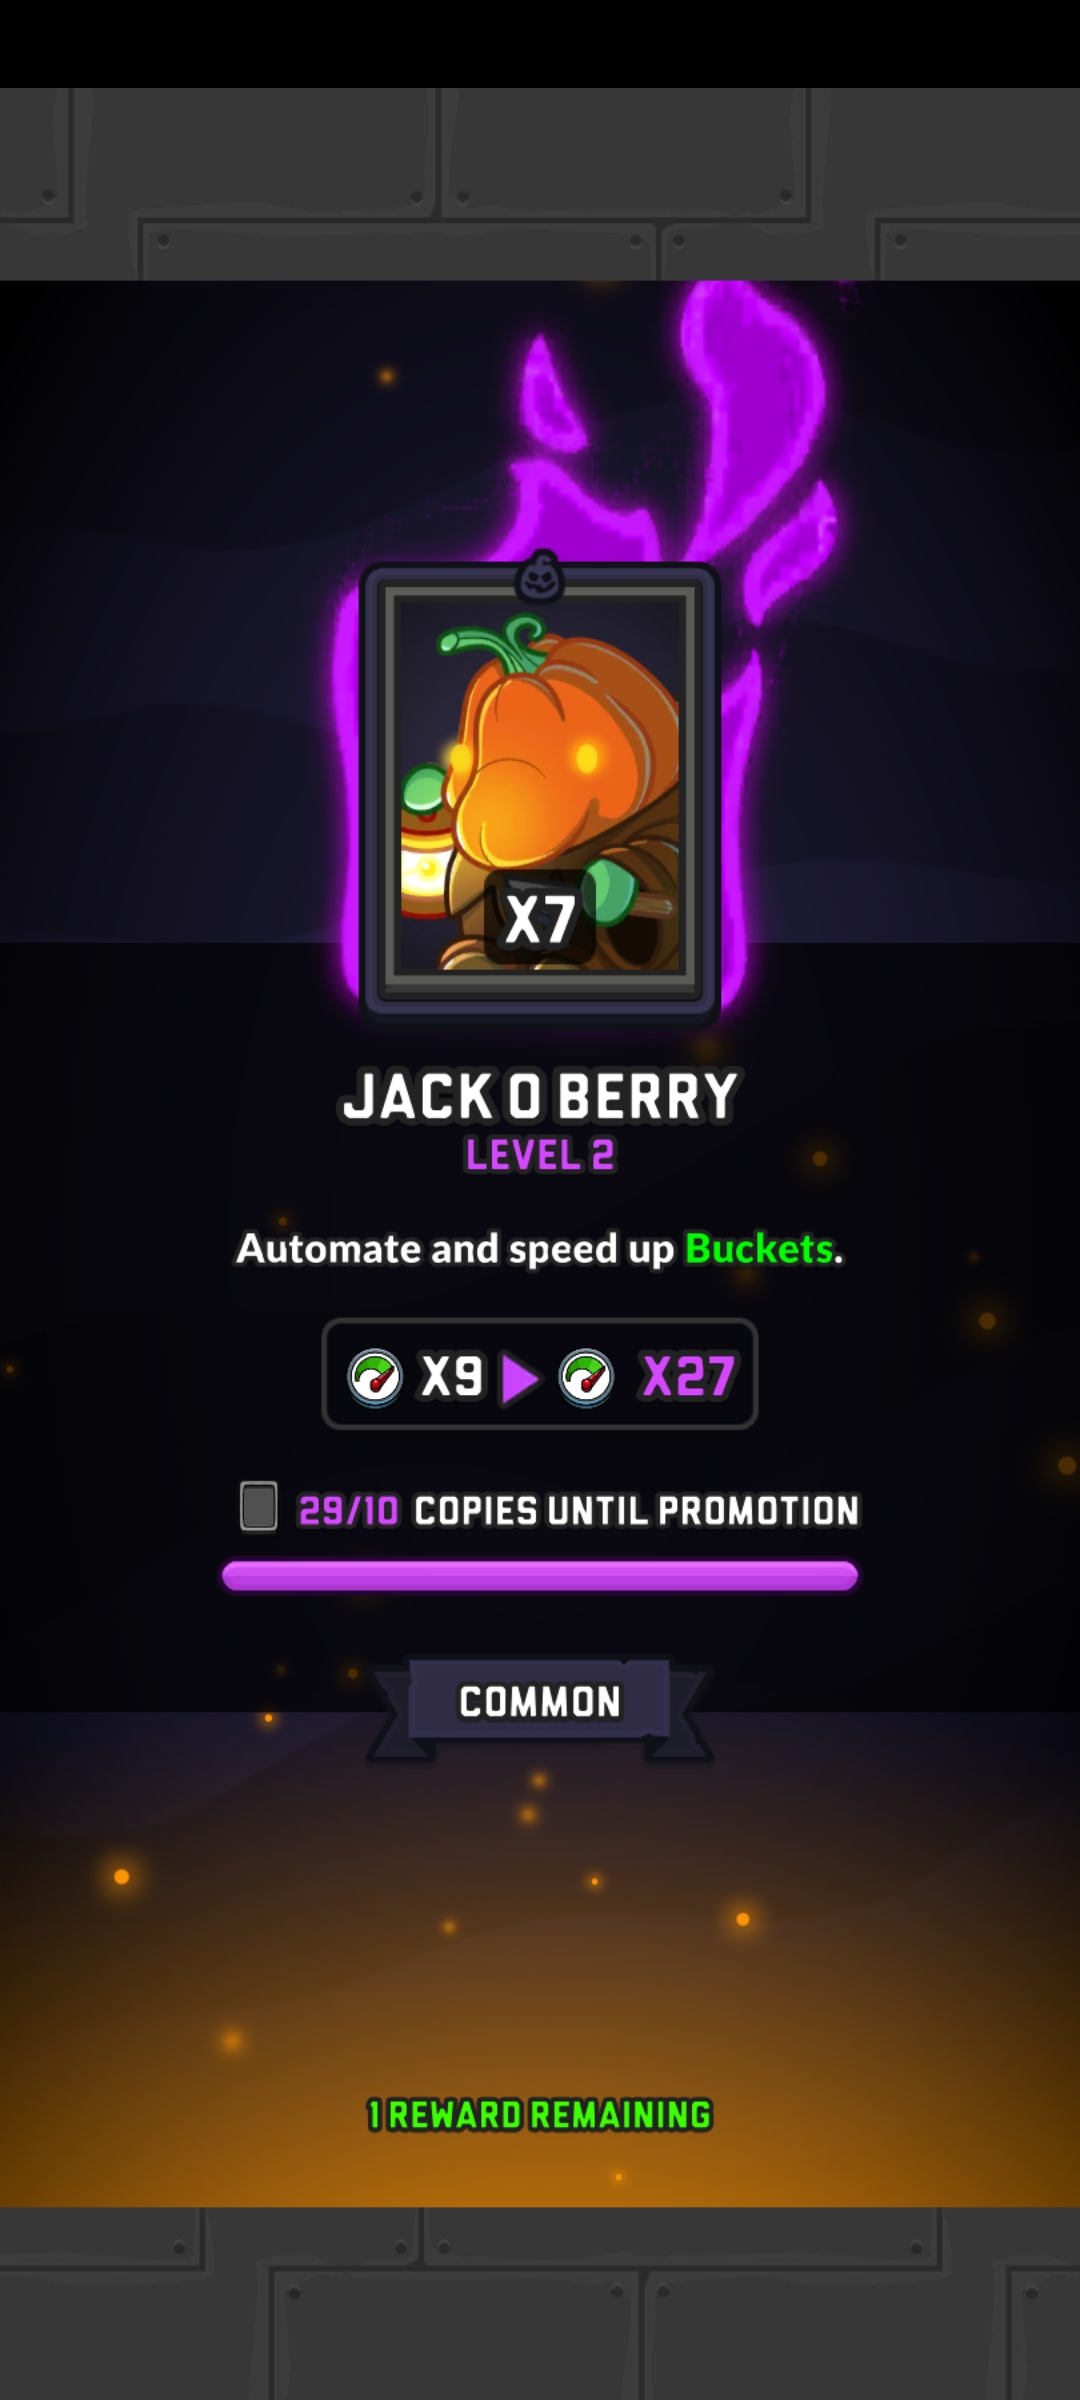 X7
JACK O BERRY
LEVEL 2
Automate and speed up Buckets.
X9 X27
29/10 COPIES UNTIL PROMOTION
COMMON
1 REWARD REMAINING